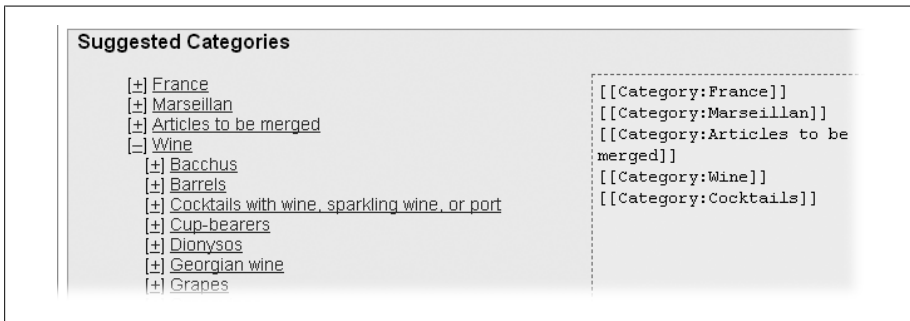 Suggested Categories
[+] France
[+] Marseillan
[+] Articles to be merged
[–] Wine
[+] Bacchus
[+] Barrels
[+] Cocktails with wine, sparkling wine, or port
[+] Cup-bearers
[+] Dionysos
[+] Georgian wine
[+] Grapes
[[Category:France]]
[[Category:Marseillan]]
[[Category:Articles to be
merged]]
[[Category:Wine]]
[[Category:Cocktails]]